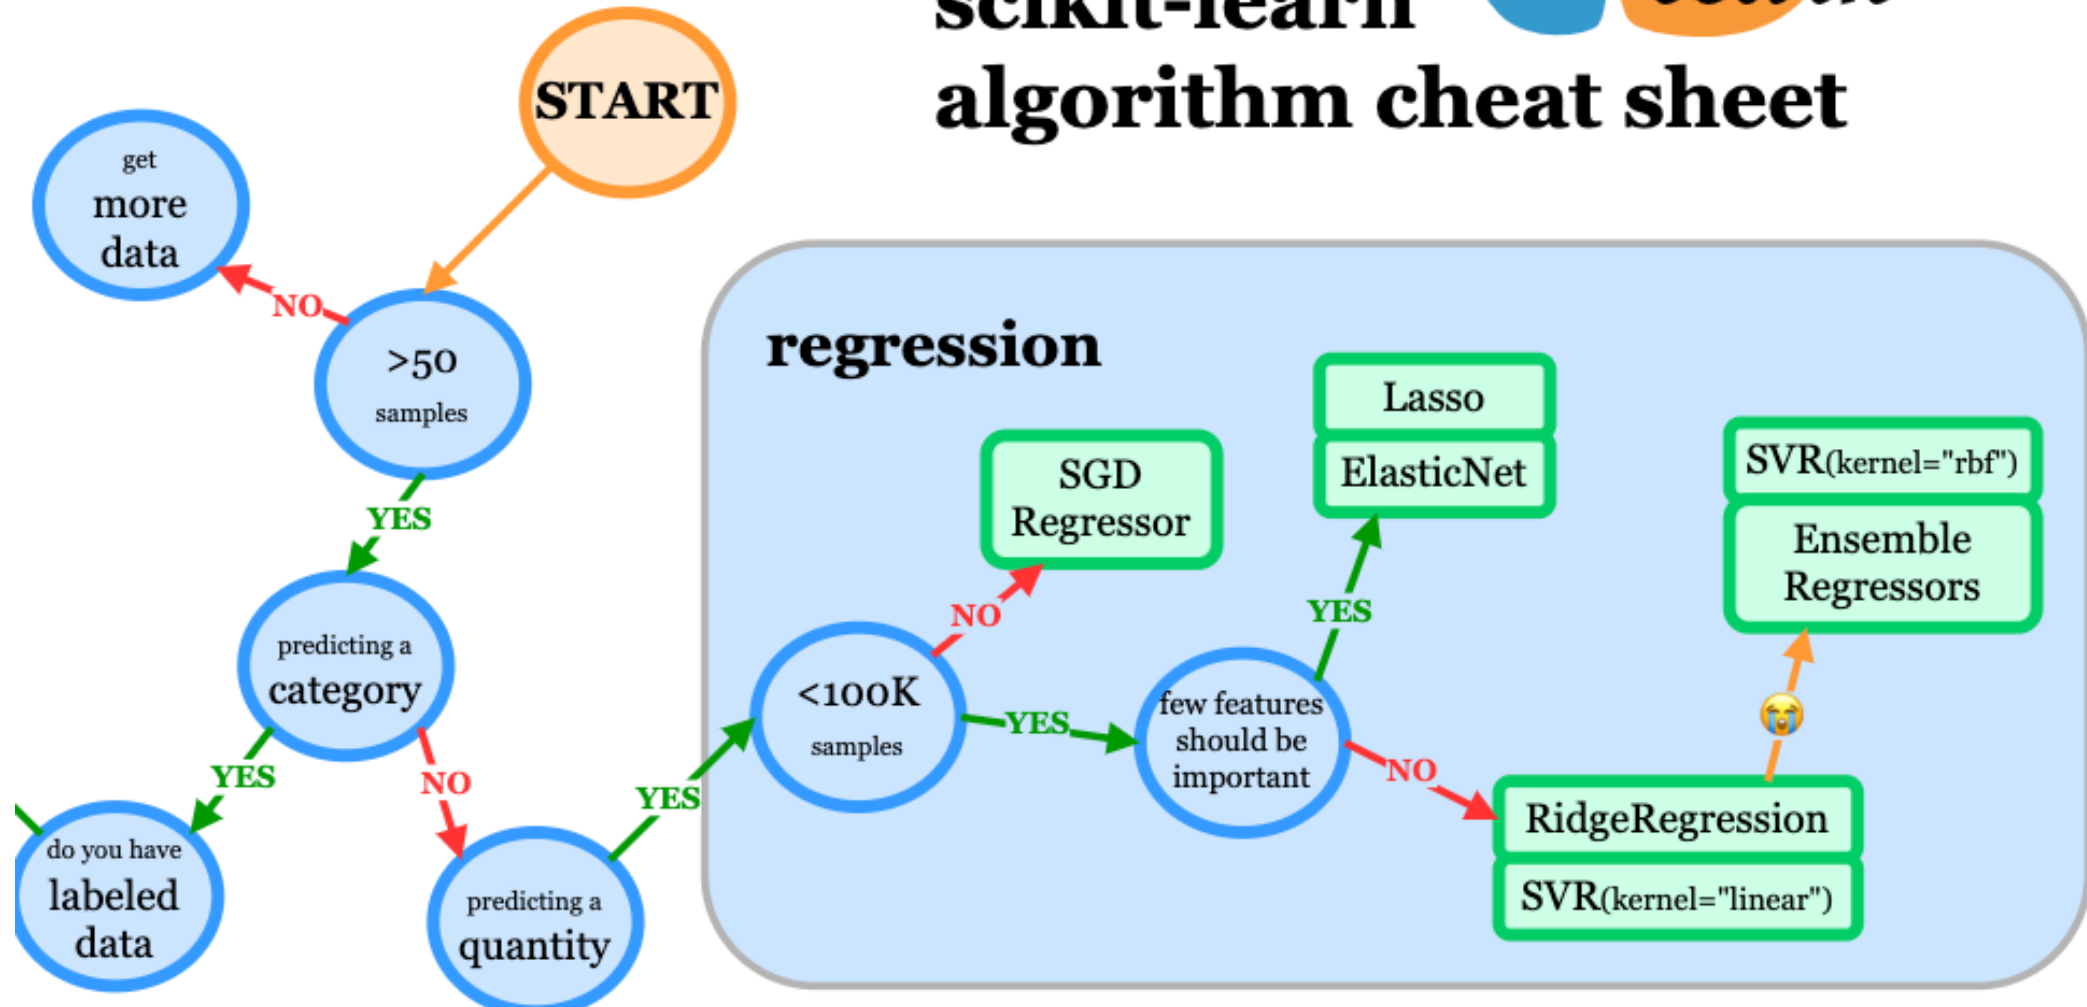 scikit-learn
algorithm cheat sheet
START
get
more
data
NO
>50
samples
YES
predicting a
category
YES
NO
do you have
labeled
data
predicting a
quantity
YES
regression
<100K
samples
NO
SGD
Regressor
YES
few features
should be
important
YES
Lasso
ElasticNet
NO
RidgeRegression
SVR(kernel="linear")
SVR(kernel="rbf")
Ensemble
Regressors